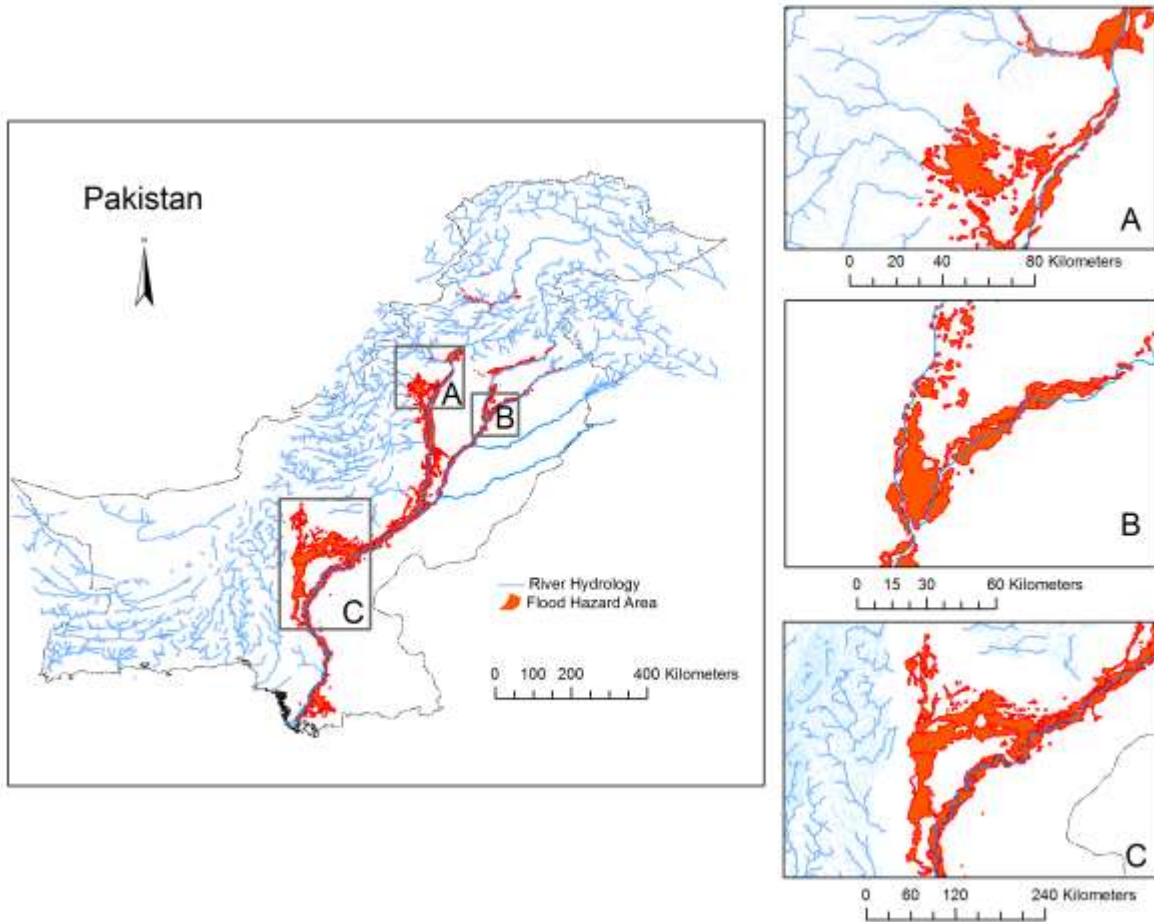 Pakistan
N
A
B
C
River Hydrology
Flood Hazard Area
0 100 200 400 Kilometers
A
0 20 40 80 Kilometers
B
0 15 30 60 Kilometers
C
0 60 120 240 Kilometers